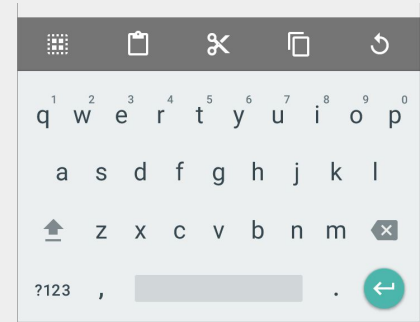 1 2 3 4 5 6 7 8 9 0
q w e r t y u i o p
a s d f g h j k l
z x c v b n m
?123 , .